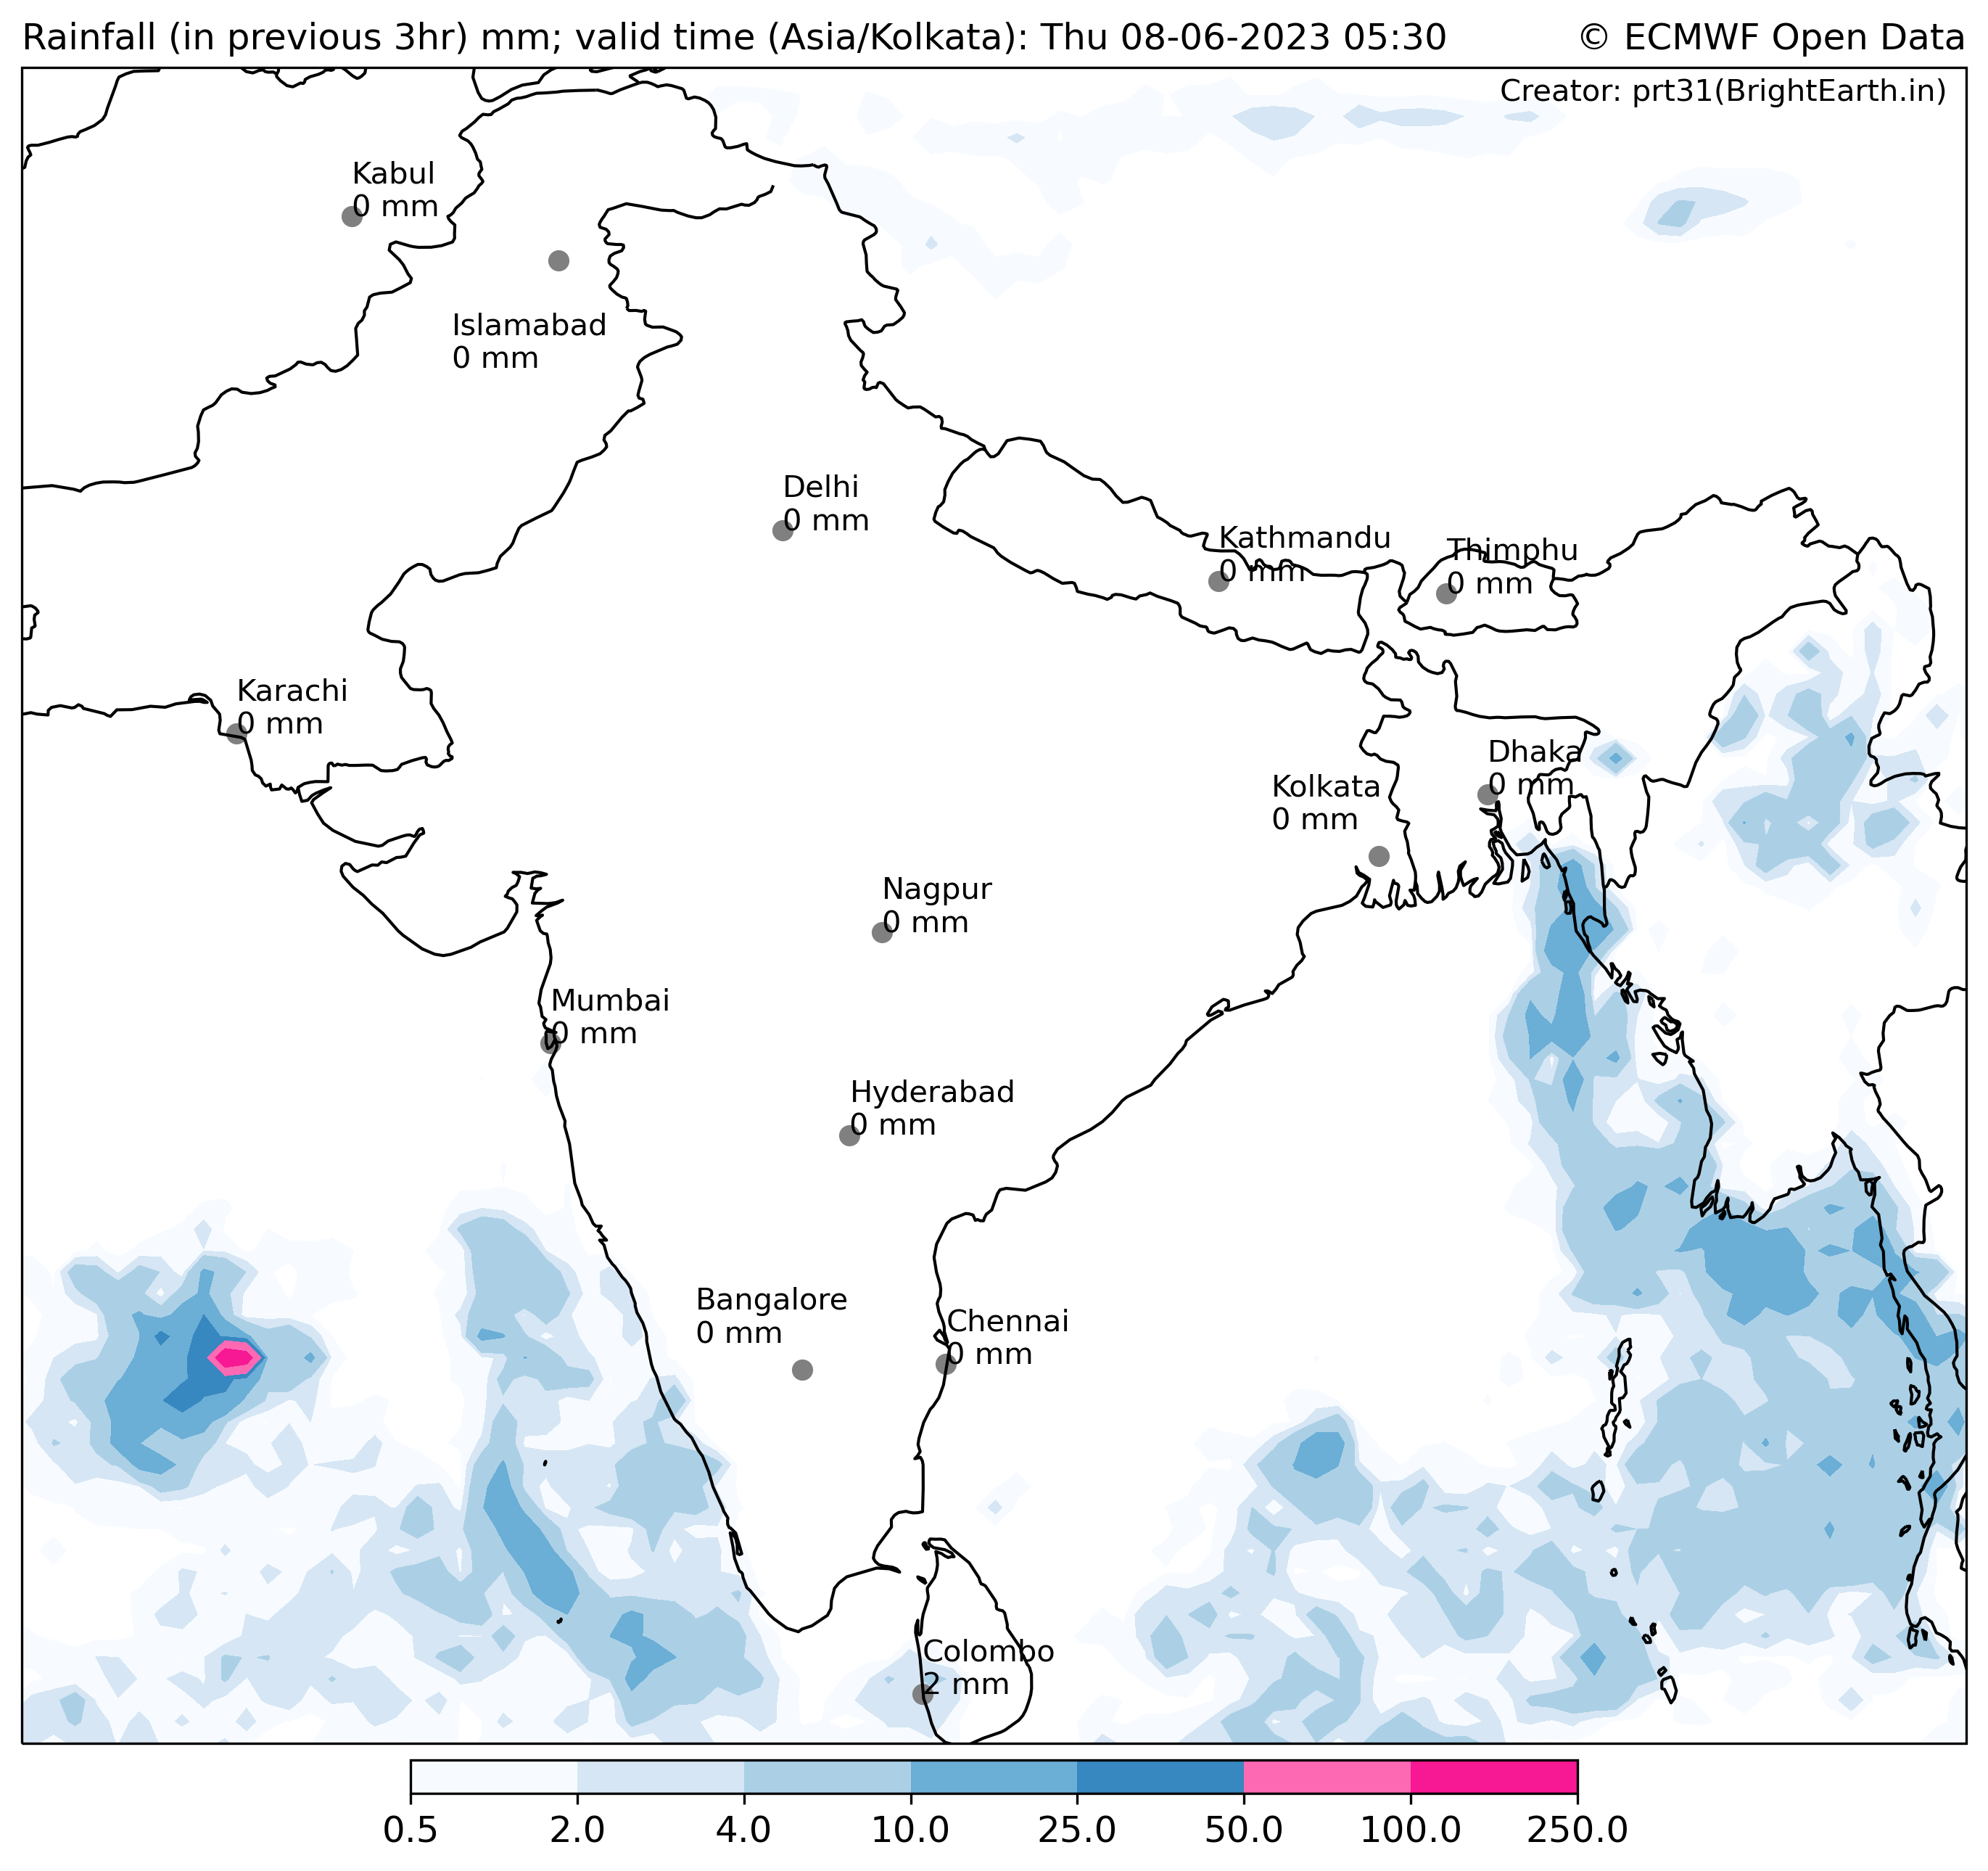 Rainfall (in previous 3hr) mm; valid time (Asia/Kolkata): Thu 08-06-2023 05:30
© ECMWF Open Data
Creator: prt31(BrightEarth.in)
Kabul
0 mm
Islamabad
0 mm
Delhi
0 mm
Kathmandu
0 mm
Thimphu
0 mm
Karachi
0 mm
Dhaka
0 mm
Kolkata
0 mm
Nagpur
0 mm
Mumbai
0 mm
Hyderabad
0 mm
Bangalore
0 mm
Chennai
0 mm
Colombo
2 mm
0.5 2.0 4.0 10.0 25.0 50.0 100.0 250.0